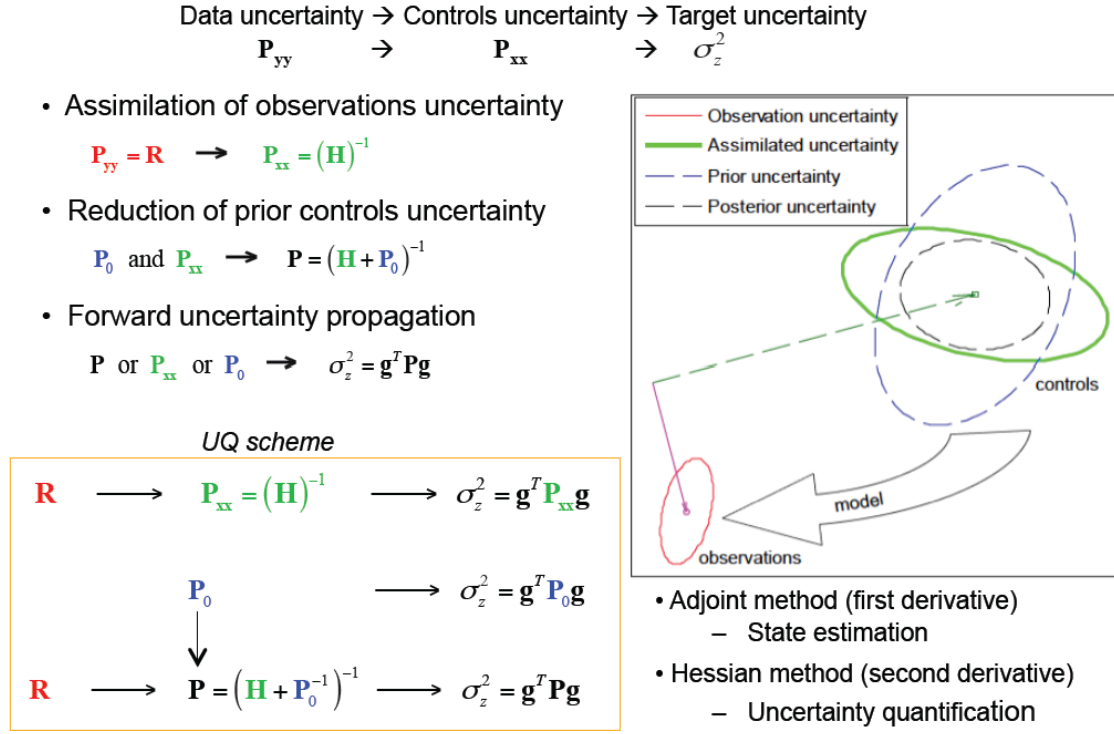 Data uncertainty → Controls uncertainty → Target uncertainty
P_yy → P_xx → σ_z^2
• Assimilation of observations uncertainty
P_yy = R → P_xx = (H)^-1
• Reduction of prior controls uncertainty
P_0 and P_xx → P = (H + P_0)^-1
• Forward uncertainty propagation
P or P_xx or P_0 → σ_z^2 = g^T Pg
UQ scheme
R → P_xx = (H)^-1 → σ_z^2 = g^T P_xx g
P_0 → σ_z^2 = g^T P_0 g
R → P = (H + P_0^-1)^-1 → σ_z^2 = g^T Pg
Observation uncertainty
Assimilated uncertainty
Prior uncertainty
Posterior uncertainty
controls
model
observations
• Adjoint method (first derivative)
– State estimation
• Hessian method (second derivative)
– Uncertainty quantification